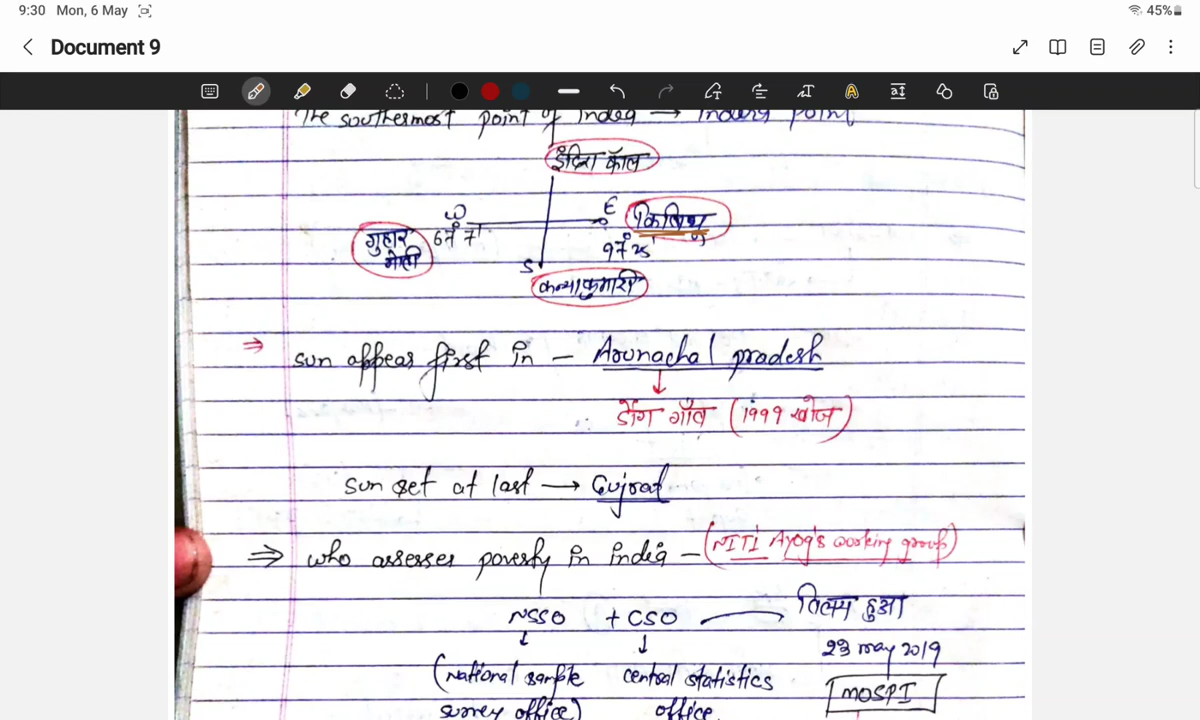 9:30 Mon, 6 May
45%
Document 9
The southernmost point of India → Indira point
इंदिरा कॉल
W
E
किबिथू
गुहार मोती
67° 7'
97° 25'
S
कन्याकुमारी
⇒ sun appear first in – Arunachal pradesh
↓
डोंग गाँव (1999 खोज)
sun set at last → Gujrat
⇒ who assesses poverty in india – (NITI Ayog's working group)
NSSO + CSO
विलय हुआ
↓ ↓
23 may 2019
(National sample central statistics
MOSPI
survey office) office